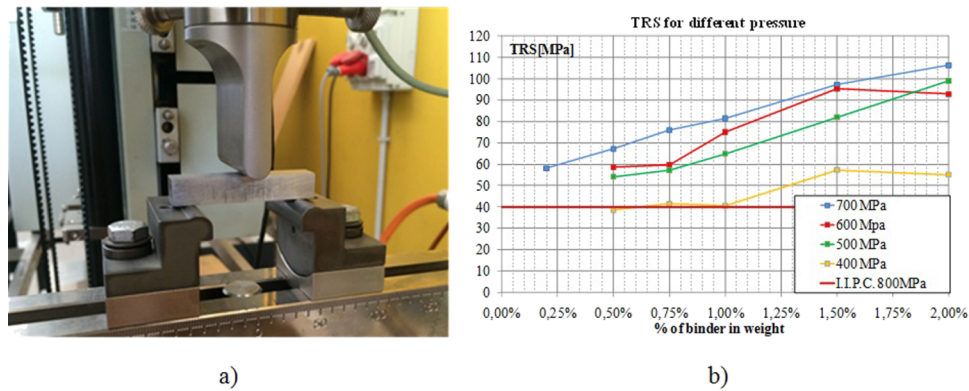 TRS for different pressure
TRS[MPa]
120
110
100
90
80
70
60
50
40
30
20
10
0
700 MPa
600 Mpa
500 MPa
400 MPa
I.I.P.C. 800MPa
0,00% 0,25% 0,50% 0,75% 1,00% 1,25% 1,50% 1,75% 2,00%
% of binder in weight
a) b)